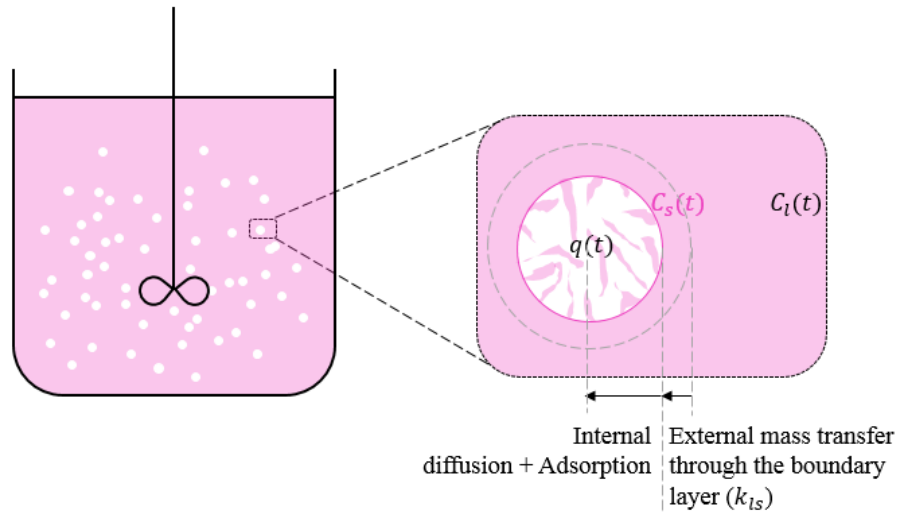 C_s(t)
C_l(t)
q(t)
Internal
diffusion + Adsorption
External mass transfer
through the boundary
layer (k_ls)